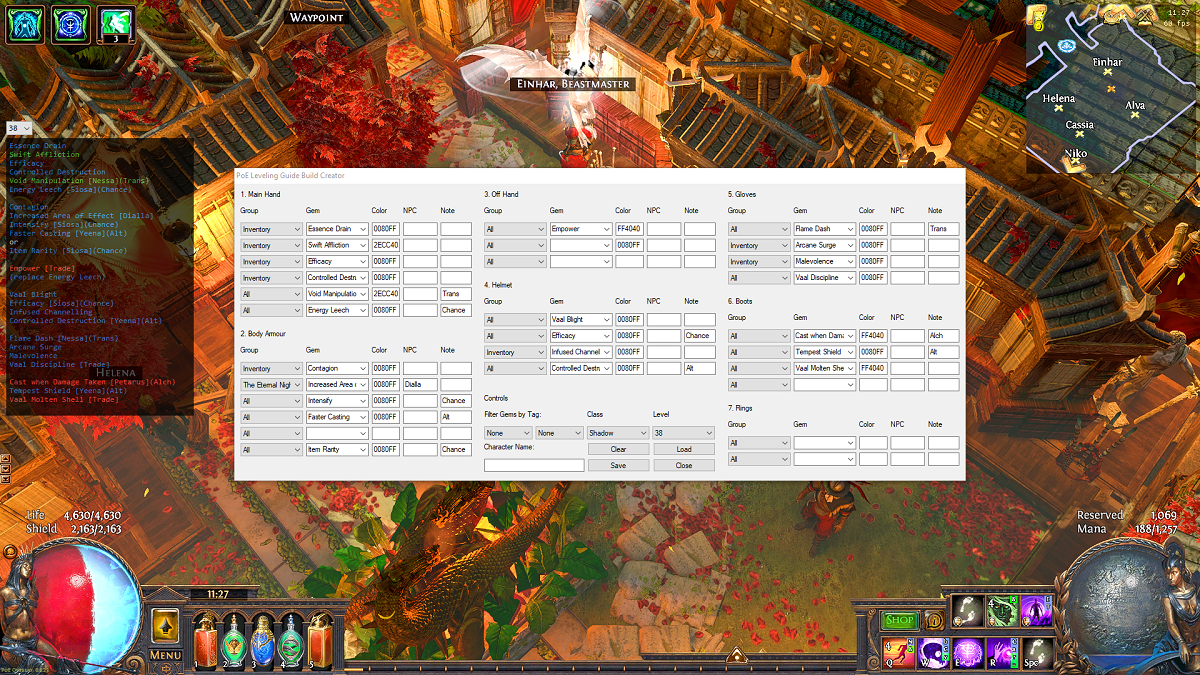 WAYPOINT
3
11:27
60 fps
EINHAR, BEASTMASTER
Einhar
Helena
Alva
Cassia
Niko
38
Essence Drain
Swift Affliction
Efficacy
Controlled Destruction
Void Manipulation [Nessa](Trans)
Energy Leech [Siosa](Chance)
Contagion
Increased Area of Effect [Dialla]
Intensify [Siosa](Chance)
Faster Casting [Yeena](Alt)
or
Item Rarity [Siosa](Chance)
Empower [Trade]
(replace Energy Leech)
Vaal Blight
Efficacy [Siosa](Chance)
Infused Channelling
Controlled Destruction [Yeena](Alt)
Flame Dash [Nessa](Trans)
Arcane Surge
Malevolence
Vaal Discipline [Trade]
HELENA
Cast when Damage Taken [Petarus](Alch)
Tempest Shield [Yeena](Alt)
Vaal Molten Shell [Trade]
PoE Leveling Guide Build Creator
1. Main Hand
Group Gem Color NPC Note
Inventory Essence Drain 0080FF
Inventory Swift Affliction 2ECC40
Inventory Efficacy 0080FF
Inventory Controlled Destr 0080FF
All Void Manipulatio 2ECC40 Trans
All Energy Leech 0080FF Chance
2. Body Armour
Group Gem Color NPC Note
Inventory Contagion 0080FF
The Eternal Nigh Increased Area 0080FF Dialla
All Intensify 0080FF Chance
All Faster Casting 0080FF Alt
All
All Item Rarity 0080FF Chance
3. Off Hand
Group Gem Color NPC Note
All Empower FF4040
All 0080FF
All
4. Helmet
Group Gem Color NPC Note
All Vaal Blight 0080FF
All Efficacy 0080FF Chance
Inventory Infused Channel 0080FF
All Controlled Destr 0080FF Alt
Controls
Filter Gems by Tag: Class Level
None None Shadow 38
Character Name:
Clear Load
Save Close
5. Gloves
Group Gem Color NPC Note
All Flame Dash 0080FF Trans
Inventory Arcane Surge 0080FF
Inventory Malevolence 0080FF
All Vaal Discipline 0080FF
6. Boots
Group Gem Color NPC Note
All Cast when Dama FF4040 Alch
All Tempest Shield 0080FF Alt
All Vaal Molten She FF4040
All
7. Rings
Group Gem Color NPC Note
All
All
Life 4,630/4,630
Shield 2,163/2,163
Reserved 1,069
Mana 188/1,257
11:27
MENU
1 2 3 4 5
SHOP
4
4
Q W E R Spc